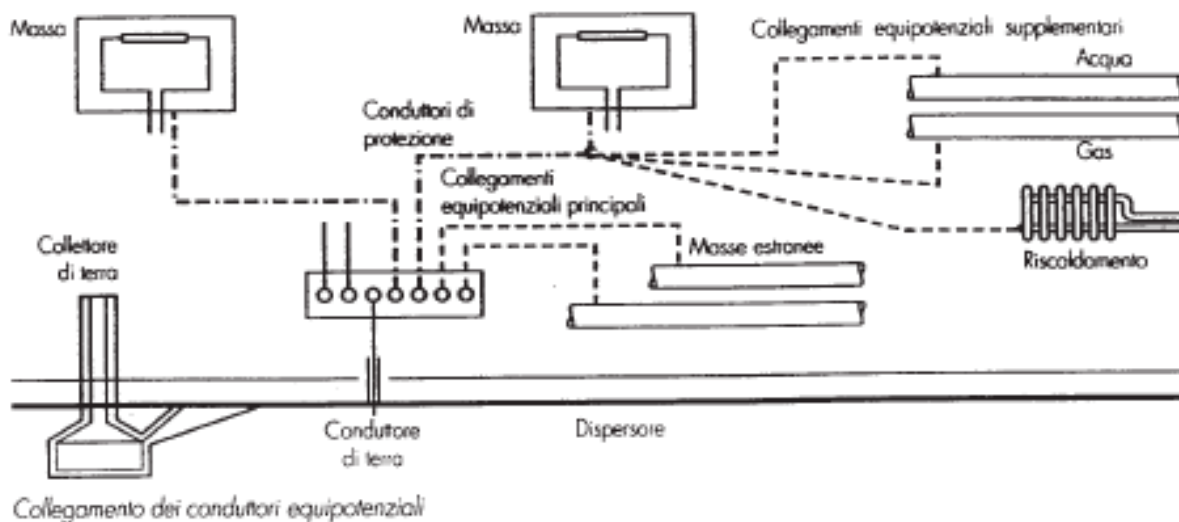 Massa
Massa
Collegamenti equipotenziali supplementari
Acqua
Conduttori di
protezione
Gas
Collegamenti
equipotenziali principali
Collettore
di terra
Masse estranee
Riscaldamento
Conduttore
di terra
Dispersore
Collegamento dei conduttori equipotenziali